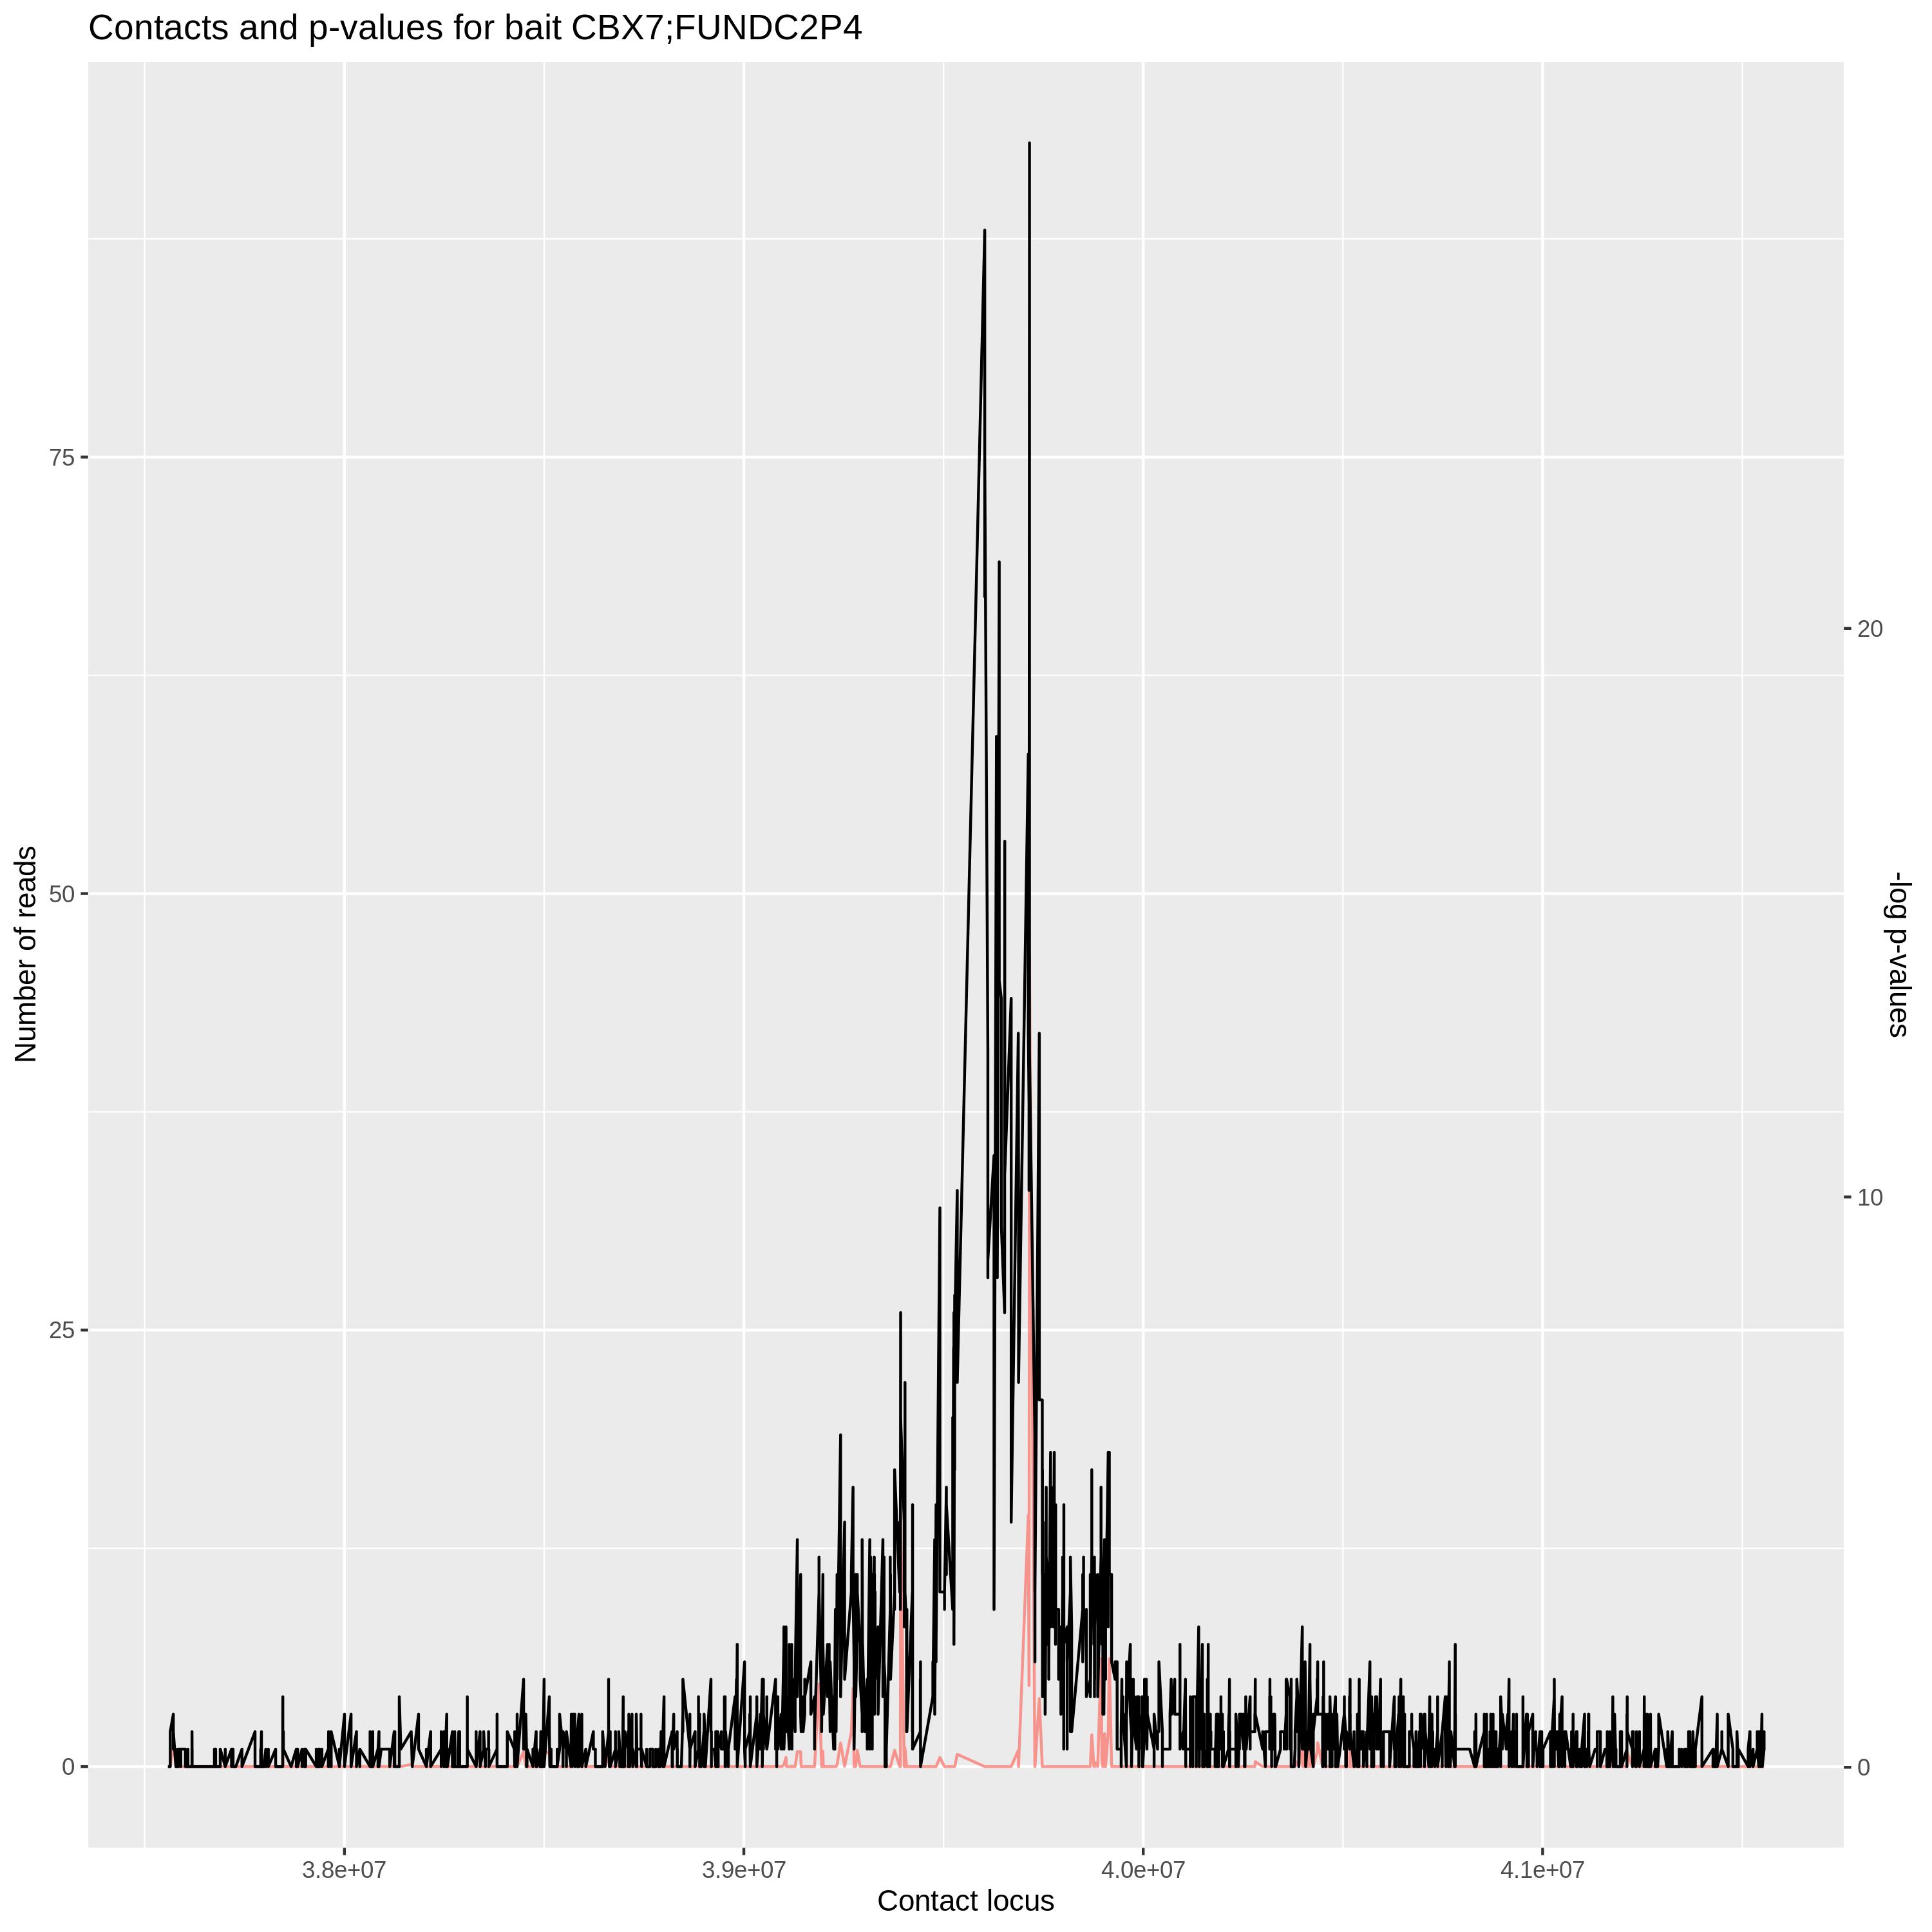 Contacts and p-values for bait CBX7;FUNDC2P4
75
50
25
0
Number of reads
20
10
0
-log p-values
3.8e+07
3.9e+07
4.0e+07
4.1e+07
Contact locus